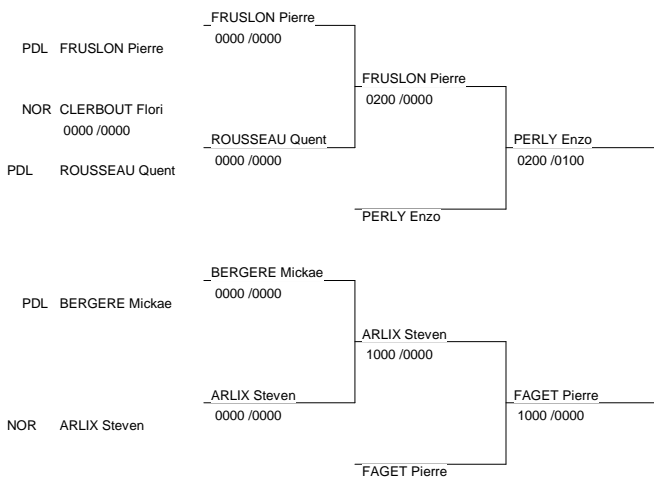 FRUSLON Pierre
0000 /0000
PDL FRUSLON Pierre
FRUSLON Pierre
0200 /0000
NOR CLERBOUT Flori
0000 /0000
ROUSSEAU Quent
0000 /0000
PERLY Enzo
0200 /0100
PDL ROUSSEAU Quent
PERLY Enzo
BERGERE Mickae
0000 /0000
PDL BERGERE Mickae
ARLIX Steven
1000 /0000
ARLIX Steven
0000 /0000
FAGET Pierre
1000 /0000
NOR ARLIX Steven
FAGET Pierre